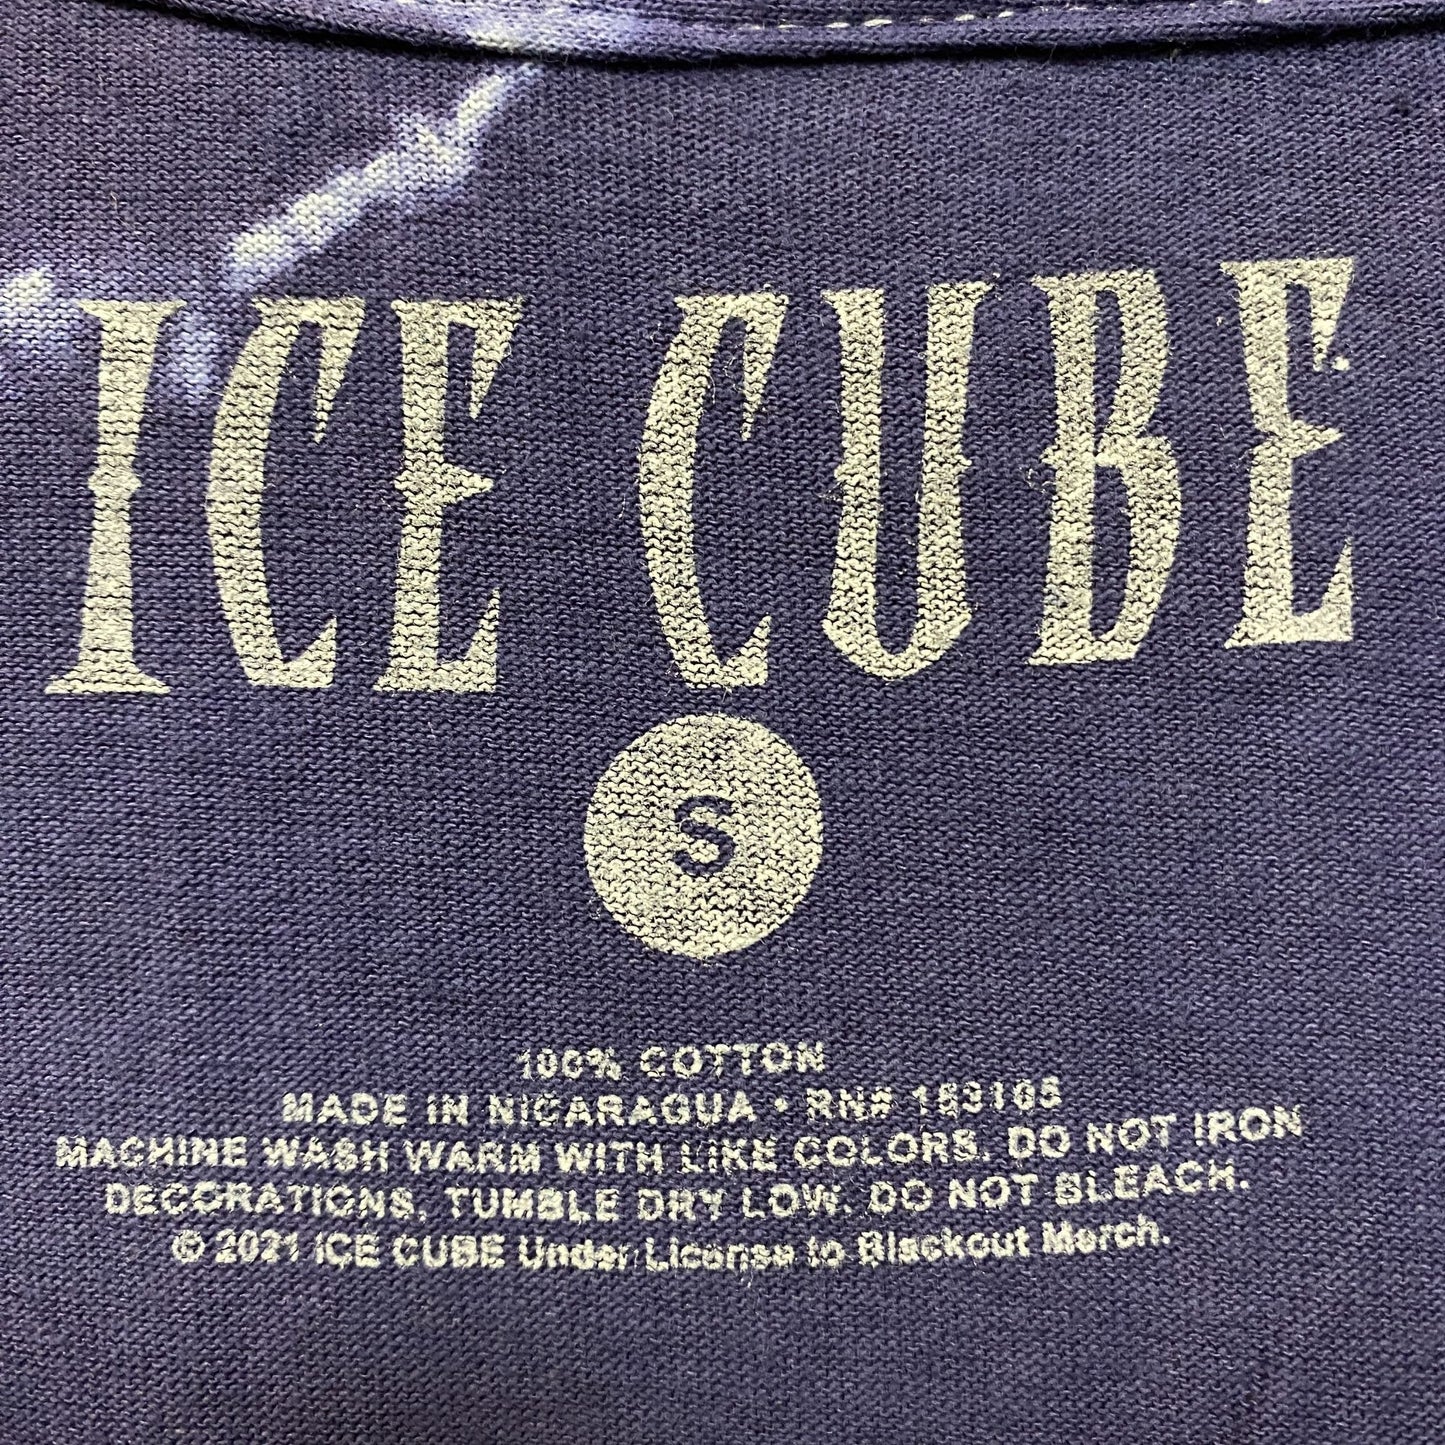 ICE CUBE
S
100% COTTON
MADE IN NICARAGUA • RN# 153105
MACHINE WASH WARM WITH LIKE COLORS. DO NOT IRON
DECORATIONS. TUMBLE DRY LOW. DO NOT BLEACH.
© 2021 ICE CUBE Under License to Blackout Merch.